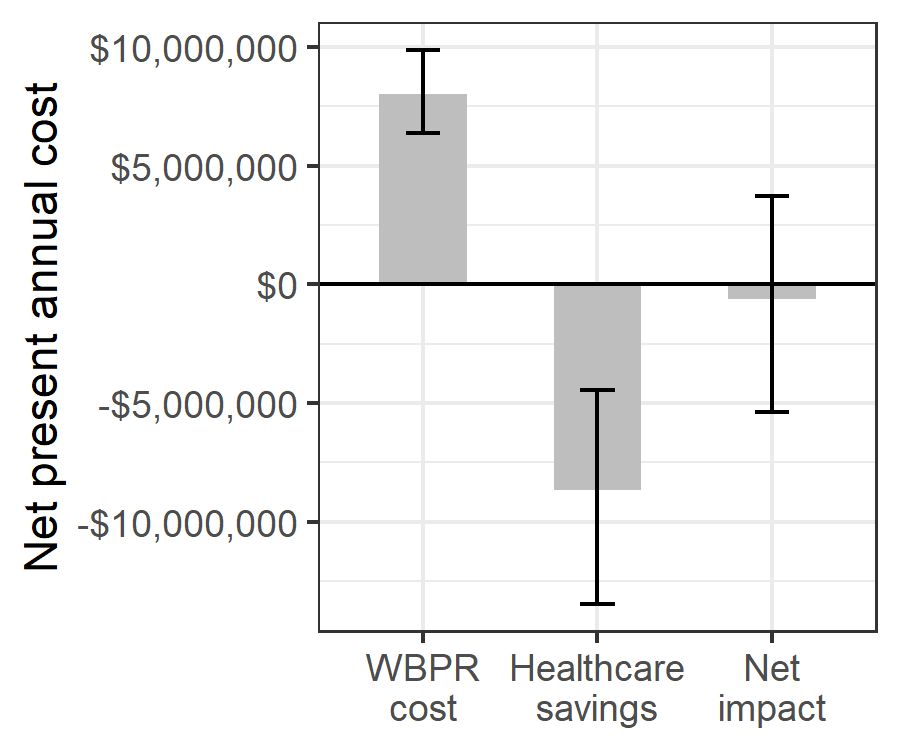 Net present annual cost
$10,000,000
$5,000,000
$0
-$5,000,000
-$10,000,000
WBPR
cost
Healthcare
savings
Net
impact